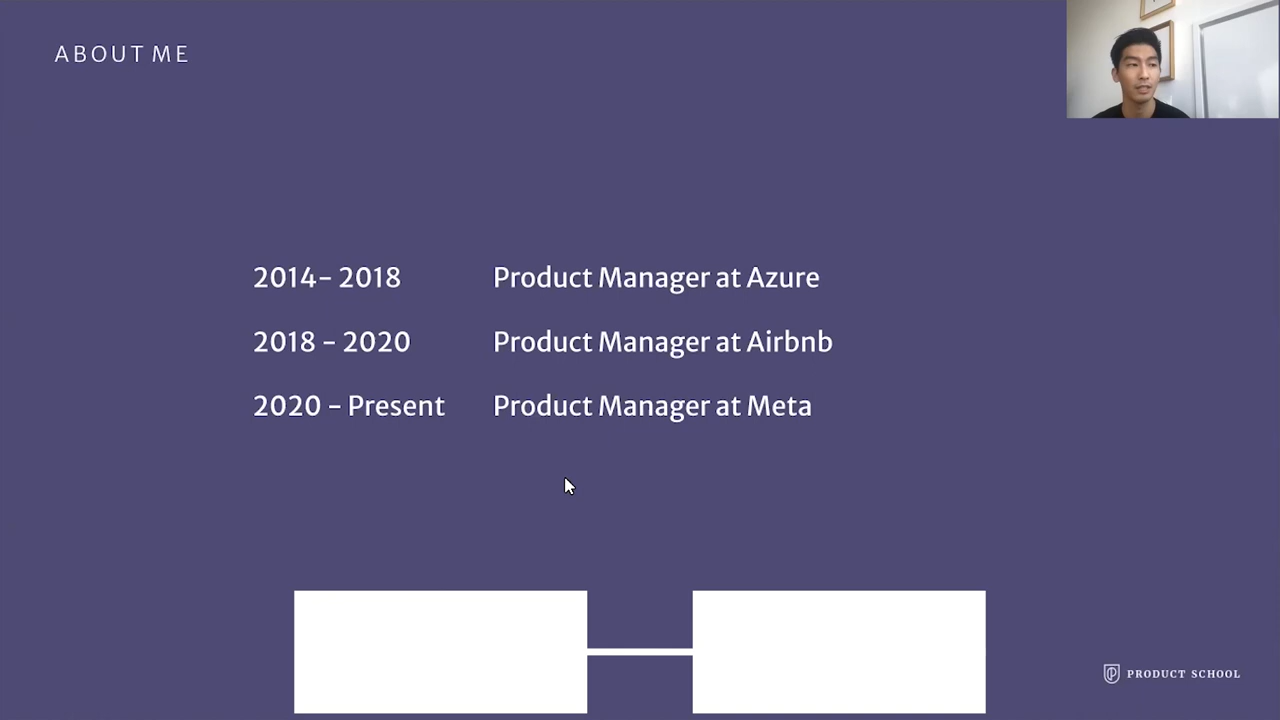 ABOUT ME
2014- 2018 Product Manager at Azure
2018 - 2020 Product Manager at Airbnb
2020 - Present Product Manager at Meta
PRODUCT SCHOOL